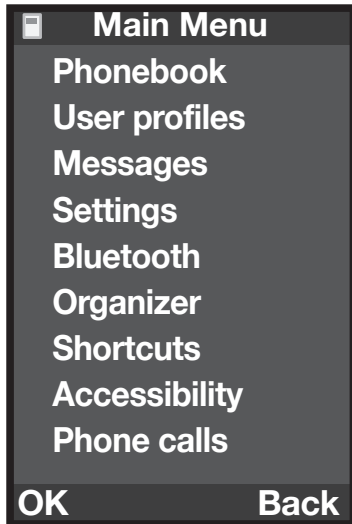 Main Menu
Phonebook
User profiles
Messages
Settings
Bluetooth
Organizer
Shortcuts
Accessibility
Phone calls
OK Back